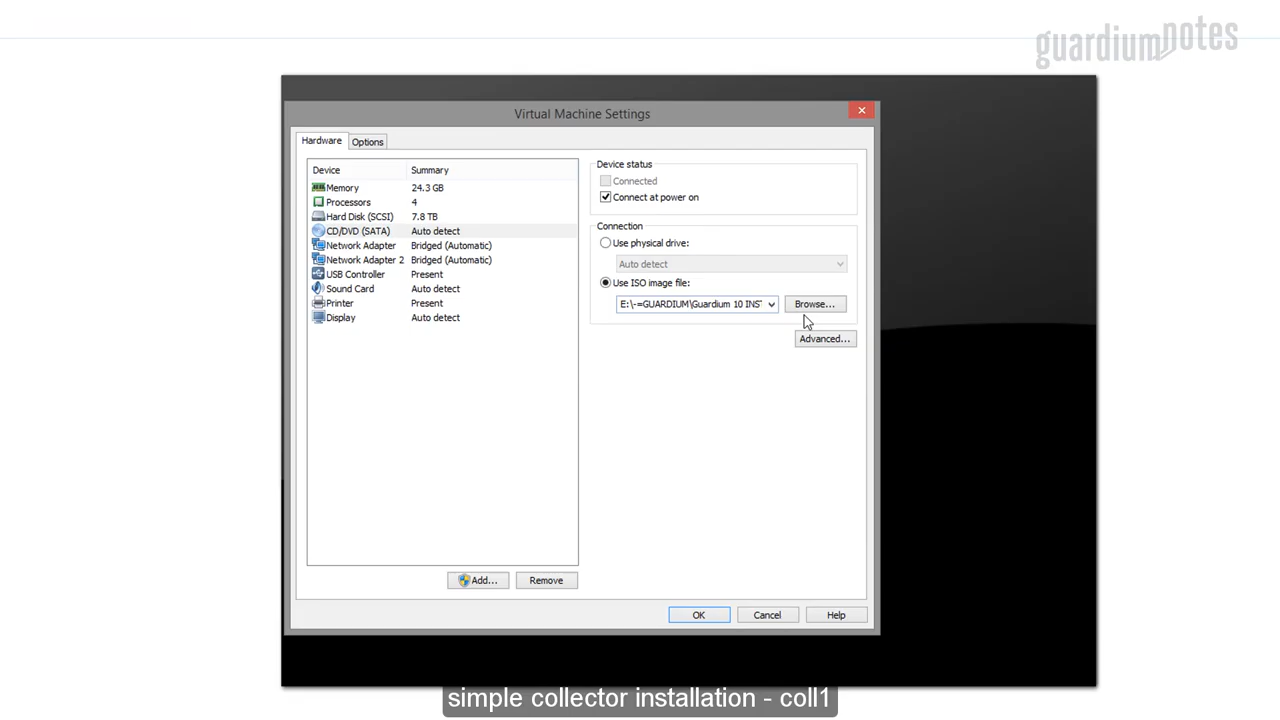 guardiumnotes
Virtual Machine Settings
Hardware
Options
Device Summary
Memory 24.3 GB
Processors 4
Hard Disk (SCSI) 7.8 TB
CD/DVD (SATA) Auto detect
Network Adapter Bridged (Automatic)
Network Adapter 2 Bridged (Automatic)
USB Controller Present
Sound Card Auto detect
Printer Present
Display Auto detect
Add...
Remove
Device status
Connected
Connect at power on
Connection
Use physical drive:
Auto detect
Use ISO image file:
E:\-=GUARDIUM\Guardium 10 INST
Browse...
Advanced...
OK
Cancel
Help
simple collector installation - coll1